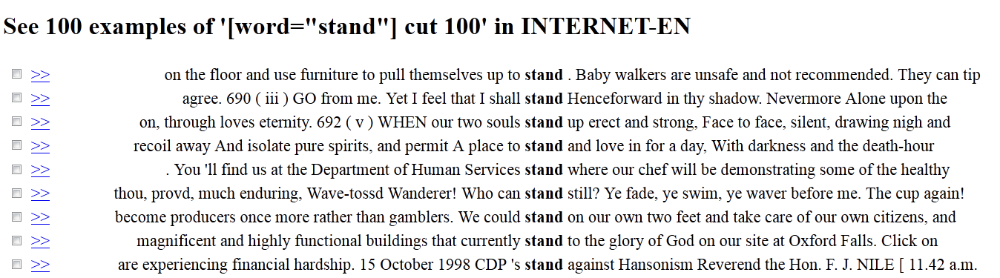 See 100 examples of '[word="stand"] cut 100' in INTERNET-EN
>> on the floor and use furniture to pull themselves up to stand . Baby walkers are unsafe and not recommended. They can tip
>> agree. 690 ( iii ) GO from me. Yet I feel that I shall stand Henceforward in thy shadow. Nevermore Alone upon the
>> on, through loves eternity. 692 ( v ) WHEN our two souls stand up erect and strong, Face to face, silent, drawing nigh and
>> recoil away And isolate pure spirits, and permit A place to stand and love in for a day, With darkness and the death-hour
>> . You 'll find us at the Department of Human Services stand where our chef will be demonstrating some of the healthy
>> thou, provd, much enduring, Wave-tossd Wanderer! Who can stand still? Ye fade, ye swim, ye waver before me. The cup again!
>> become producers once more rather than gamblers. We could stand on our own two feet and take care of our own citizens, and
>> magnificent and highly functional buildings that currently stand to the glory of God on our site at Oxford Falls. Click on
>> are experiencing financial hardship. 15 October 1998 CDP 's stand against Hansonism Reverend the Hon. F. J. NILE [ 11.42 a.m.